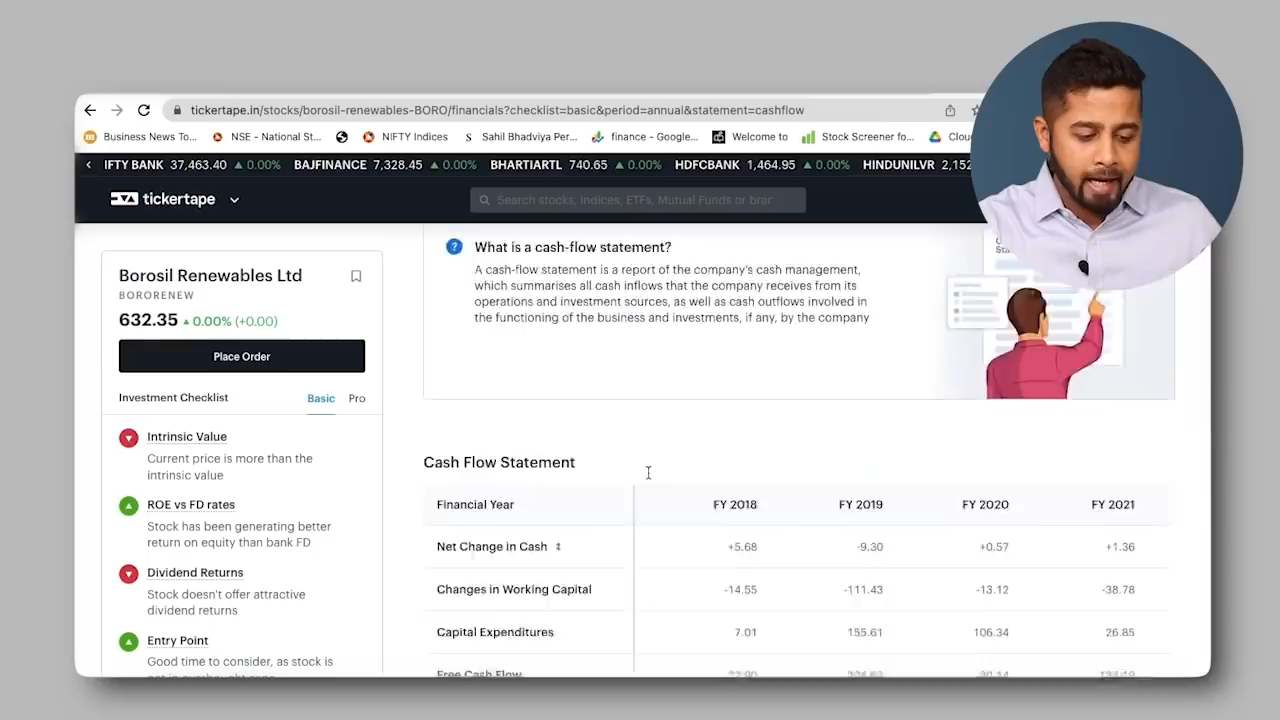 tickertape.in/stocks/borosil-renewables-BORO/financials?checklist=basic&period=annual&statement=cashflow
Business News To... NSE - National St... NIFTY Indices Sahil Bhadviya Per... finance - Google... Welcome to Stock Screener fo... Clou
IFTY BANK 37,463.40 ▲ 0.00% BAJFINANCE 7,328.45 ▲ 0.00% BHARTIARTL 740.65 ▲ 0.00% HDFCBANK 1,464.95 ▲ 0.00% HINDUNILVR 2,152
tickertape
Search stocks, Indices, ETFs, Mutual Funds or brar
Borosil Renewables Ltd
BORORENEW
632.35 ▲ 0.00% (+0.00)
Place Order
Investment Checklist Basic Pro
Intrinsic Value
Current price is more than the
intrinsic value
ROE vs FD rates
Stock has been generating better
return on equity than bank FD
Dividend Returns
Stock doesn't offer attractive
dividend returns
Entry Point
Good time to consider, as stock is
What is a cash-flow statement?
A cash-flow statement is a report of the company's cash management,
which summarises all cash inflows that the company receives from its
operations and investment sources, as well as cash outflows involved in
the functioning of the business and investments, if any, by the company
Cash Flow Statement
Financial Year FY 2018 FY 2019 FY 2020 FY 2021
Net Change in Cash +5.68 -9.30 +0.57 +1.36
Changes in Working Capital -14.55 -111.43 -13.12 -38.78
Capital Expenditures 7.01 155.61 106.34 26.85
Free Cash Flow